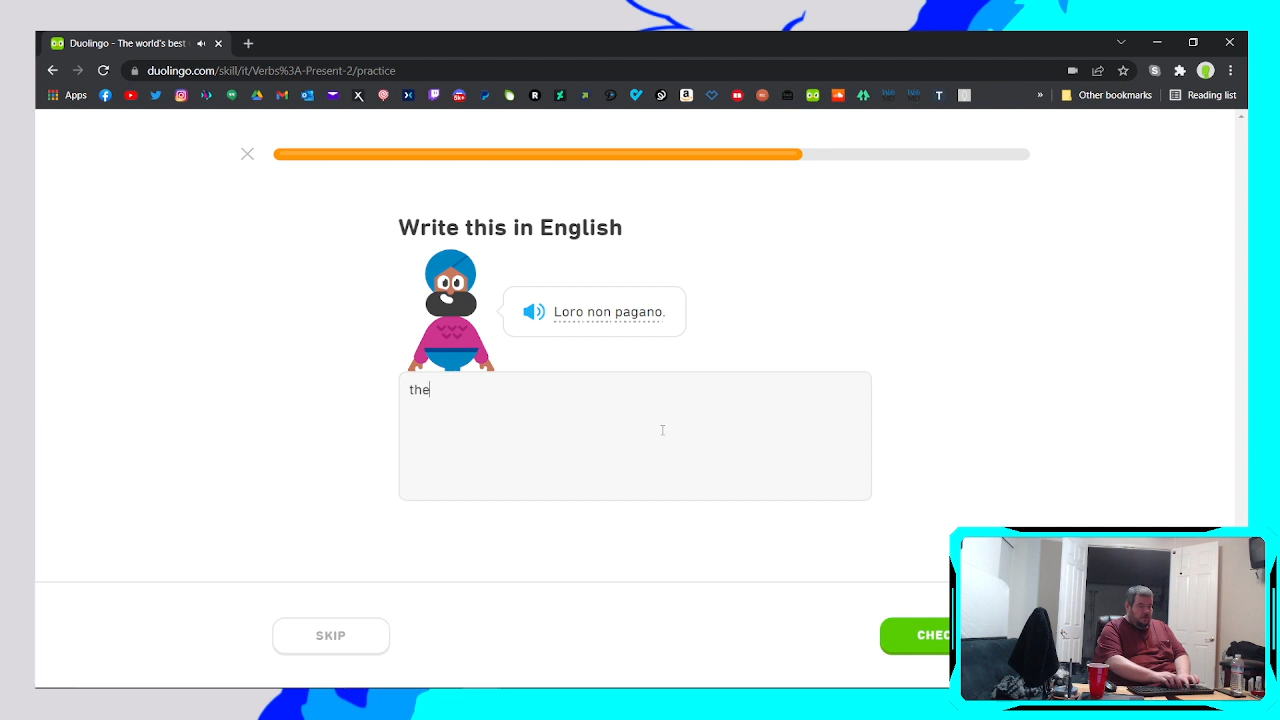 Duolingo - The world's best
duolingo.com/skill/it/Verbs%3A-Present-2/practice
Apps
Other bookmarks
Reading list
Write this in English
Loro non pagano.
the
SKIP
CHEC